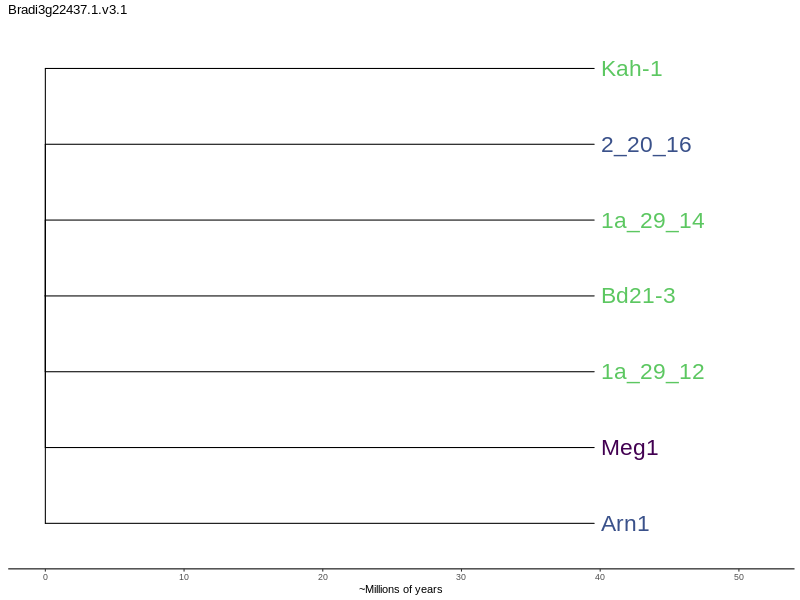 Bradi3g22437.1.v3.1
Kah-1
2_20_16
1a_29_14
Bd21-3
1a_29_12
Meg1
Arn1
0 10 20 30 40 50
~Millions of years